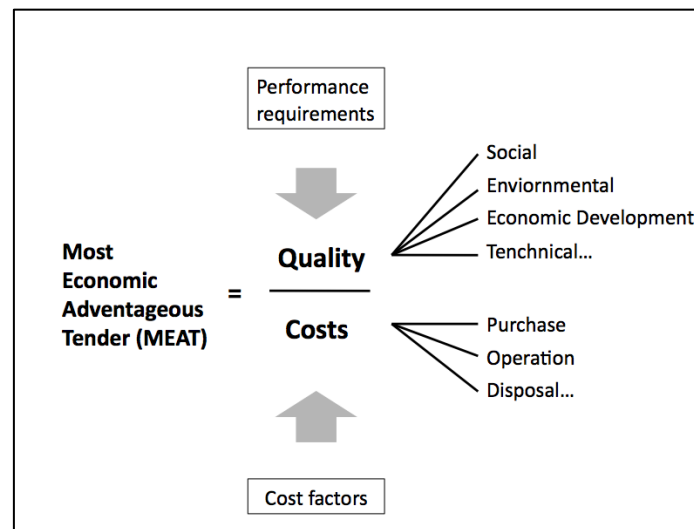 Performance
requirements
Social
Enviornmental
Economic Development
Tenchnical...
Most
Economic
Adventageous
Tender (MEAT)
=
Quality
Costs
Purchase
Operation
Disposal...
Cost factors